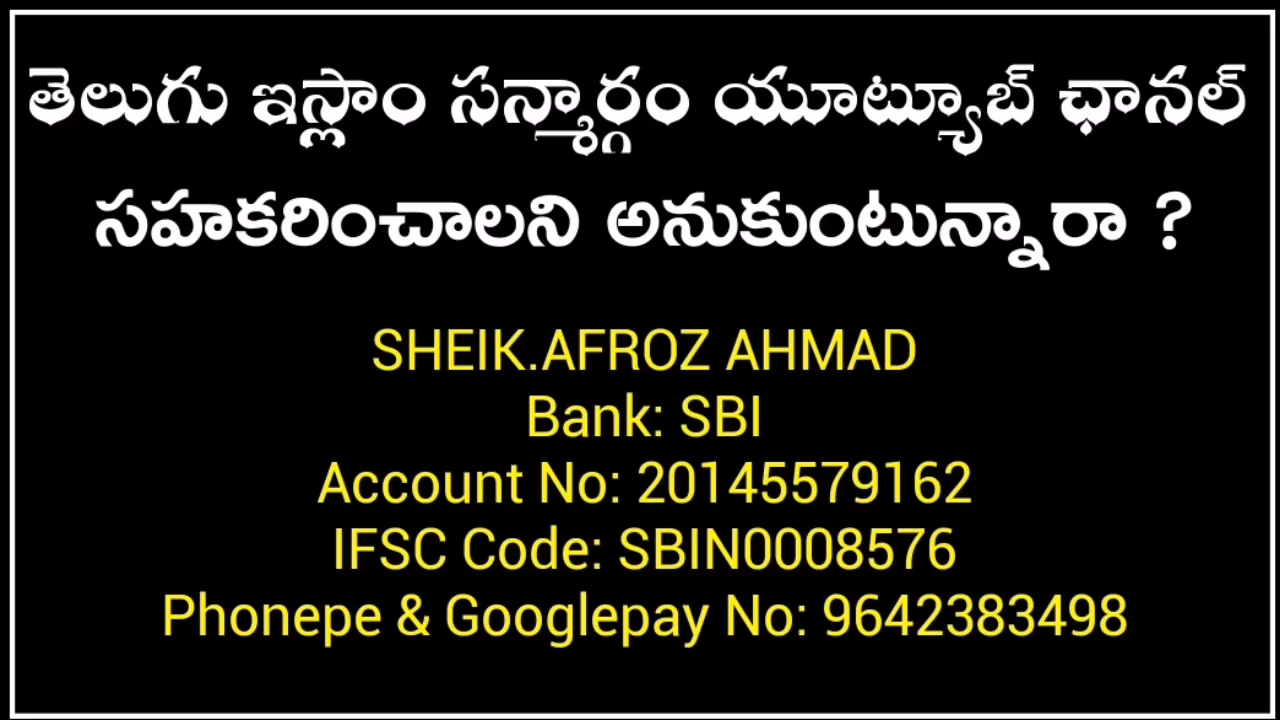 తెలుగు ఇస్లాం సన్మార్గం యూట్యూబ్ ఛానల్
సహకరించాలని అనుకుంటున్నారా ?
SHEIK.AFROZ AHMAD
Bank: SBI
Account No: 20145579162
IFSC Code: SBIN0008576
Phonepe & Googlepay No: 9642383498